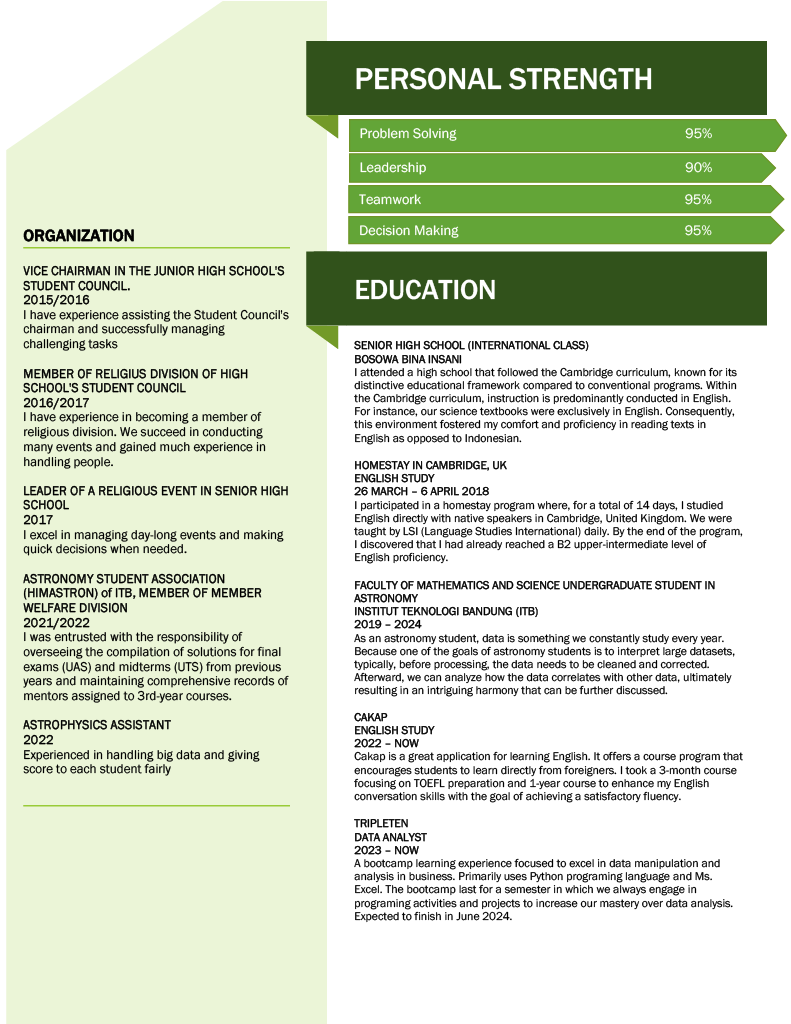 PERSONAL STRENGTH
Problem Solving 95%
Leadership 90%
Teamwork 95%
Decision Making 95%
ORGANIZATION
VICE CHAIRMAN IN THE JUNIOR HIGH SCHOOL'S
STUDENT COUNCIL.
2015/2016
I have experience assisting the Student Council's
chairman and successfully managing
challenging tasks
MEMBER OF RELIGIUS DIVISION OF HIGH
SCHOOL'S STUDENT COUNCIL
2016/2017
I have experience in becoming a member of
religious division. We succeed in conducting
many events and gained much experience in
handling people.
LEADER OF A RELIGIOUS EVENT IN SENIOR HIGH
SCHOOL
2017
I excel in managing day-long events and making
quick decisions when needed.
ASTRONOMY STUDENT ASSOCIATION
(HIMASTRON) of ITB, MEMBER OF MEMBER
WELFARE DIVISION
2021/2022
I was entrusted with the responsibility of
overseeing the compilation of solutions for final
exams (UAS) and midterms (UTS) from previous
years and maintaining comprehensive records of
mentors assigned to 3rd-year courses.
ASTROPHYSICS ASSISTANT
2022
Experienced in handling big data and giving
score to each student fairly
EDUCATION
SENIOR HIGH SCHOOL (INTERNATIONAL CLASS)
BOSOWA BINA INSANI
I attended a high school that followed the Cambridge curriculum, known for its
distinctive educational framework compared to conventional programs. Within
the Cambridge curriculum, instruction is predominantly conducted in English.
For instance, our science textbooks were exclusively in English. Consequently,
this environment fostered my comfort and proficiency in reading texts in
English as opposed to Indonesian.
HOMESTAY IN CAMBRIDGE, UK
ENGLISH STUDY
26 MARCH – 6 APRIL 2018
I participated in a homestay program where, for a total of 14 days, I studied
English directly with native speakers in Cambridge, United Kingdom. We were
taught by LSI (Language Studies International) daily. By the end of the program,
I discovered that I had already reached a B2 upper-intermediate level of
English proficiency.
FACULTY OF MATHEMATICS AND SCIENCE UNDERGRADUATE STUDENT IN
ASTRONOMY
INSTITUT TEKNOLOGI BANDUNG (ITB)
2019 – 2024
As an astronomy student, data is something we constantly study every year.
Because one of the goals of astronomy students is to interpret large datasets,
typically, before processing, the data needs to be cleaned and corrected.
Afterward, we can analyze how the data correlates with other data, ultimately
resulting in an intriguing harmony that can be further discussed.
CAKAP
ENGLISH STUDY
2022 – NOW
Cakap is a great application for learning English. It offers a course program that
encourages students to learn directly from foreigners. I took a 3-month course
focusing on TOEFL preparation and 1-year course to enhance my English
conversation skills with the goal of achieving a satisfactory fluency.
TRIPLETEN
DATA ANALYST
2023 – NOW
A bootcamp learning experience focused to excel in data manipulation and
analysis in business. Primarily uses Python programing language and Ms.
Excel. The bootcamp last for a semester in which we always engage in
programing activities and projects to increase our mastery over data analysis.
Expected to finish in June 2024.